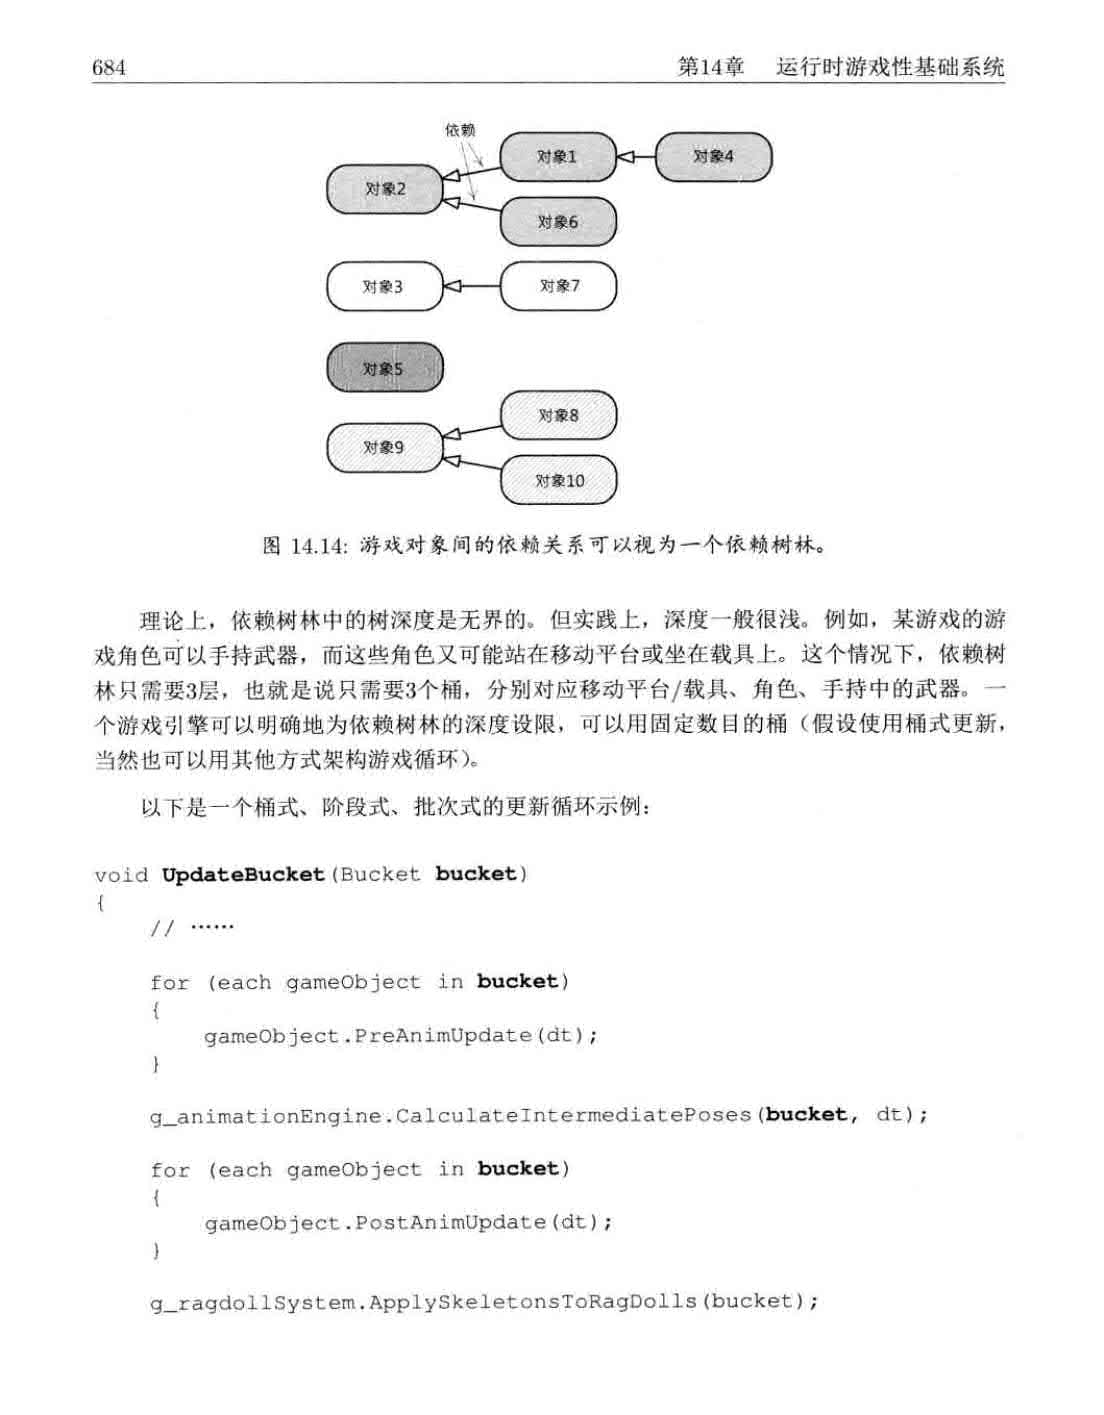 684
第14章 运行时游戏性基础系统
依赖
对象1
对象4
对象2
对象6
对象3
对象7
对象5
对象8
对象9
对象10
图 14.14: 游戏对象间的依赖关系可以视为一个依赖树林。
理论上，依赖树林中的树深度是无界的。但实践上，深度一般很浅。例如，某游戏的游
戏角色可以手持武器，而这些角色又可能站在移动平台或坐在载具上。这个情况下，依赖树
林只需要3层，也就是说只需要3个桶，分别对应移动平台/载具、角色、手持中的武器。一
个游戏引擎可以明确地为依赖树林的深度设限，可以用固定数目的桶（假设使用桶式更新，
当然也可以用其他方式架构游戏循环）。
以下是一个桶式、阶段式、批次式的更新循环示例：
void UpdateBucket(Bucket bucket)
{
// ……
for (each gameObject in bucket)
{
gameObject.PreAnimUpdate(dt);
}
g_animationEngine.CalculateIntermediatePoses(bucket, dt);
for (each gameObject in bucket)
{
gameObject.PostAnimUpdate(dt);
}
g_ragdollSystem.ApplySkeletonsToRagDolls(bucket);